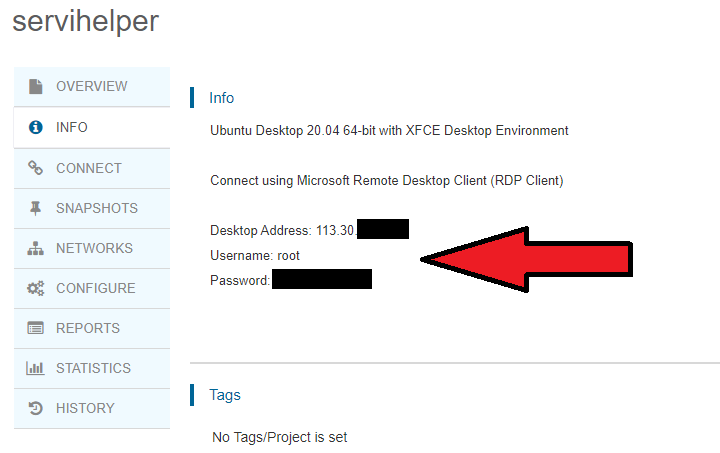 servihelper
OVERVIEW
INFO
CONNECT
SNAPSHOTS
NETWORKS
CONFIGURE
REPORTS
STATISTICS
HISTORY
Info
Ubuntu Desktop 20.04 64-bit with XFCE Desktop Environment
Connect using Microsoft Remote Desktop Client (RDP Client)
Desktop Address: 113.30.
Username: root
Password:
Tags
No Tags/Project is set